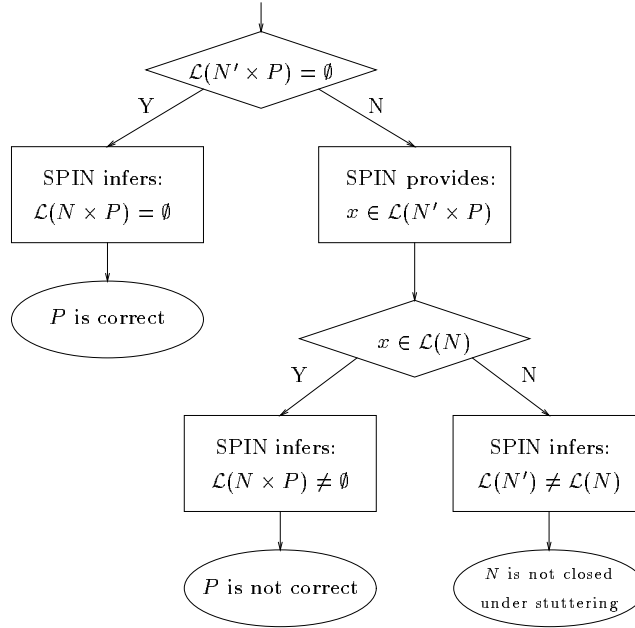 ℒ(N′ × P) = ∅
Y
N
SPIN infers:
ℒ(N × P) = ∅
SPIN provides:
x ∈ ℒ(N′ × P)
P is correct
x ∈ ℒ(N)
Y
N
SPIN infers:
ℒ(N × P) ≠ ∅
SPIN infers:
ℒ(N′) ≠ ℒ(N)
P is not correct
N is not closed
under stuttering